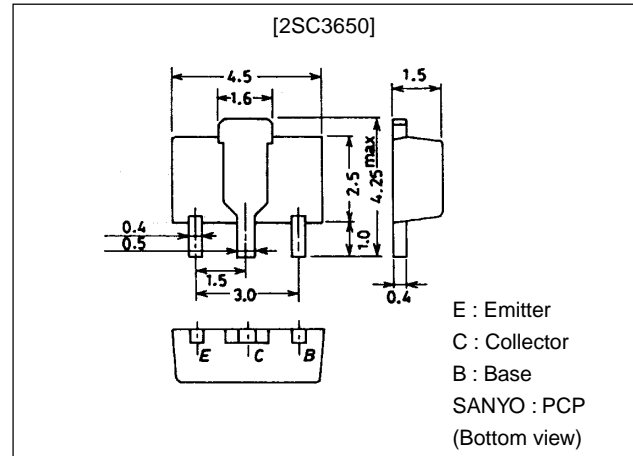 [2SC3650]
4.5
1.6
1.5
2.5
4.25max
1.0
0.4
0.5
1.5
3.0
0.4
E C B
E : Emitter
C : Collector
B : Base
SANYO : PCP
(Bottom view)